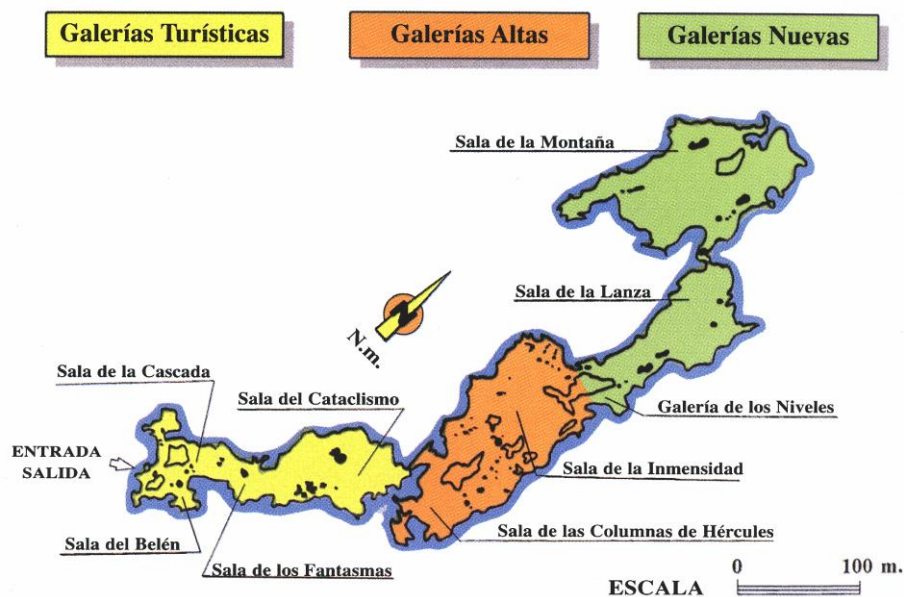 Galerías Turísticas
Galerías Altas
Galerías Nuevas
Sala de la Montaña
Sala de la Lanza
N.m.
Sala de la Cascada
Sala del Cataclismo
Galería de los Niveles
ENTRADA
SALIDA
Sala de la Inmensidad
Sala de las Columnas de Hércules
Sala del Belén
Sala de los Fantasmas
ESCALA
0
100 m.